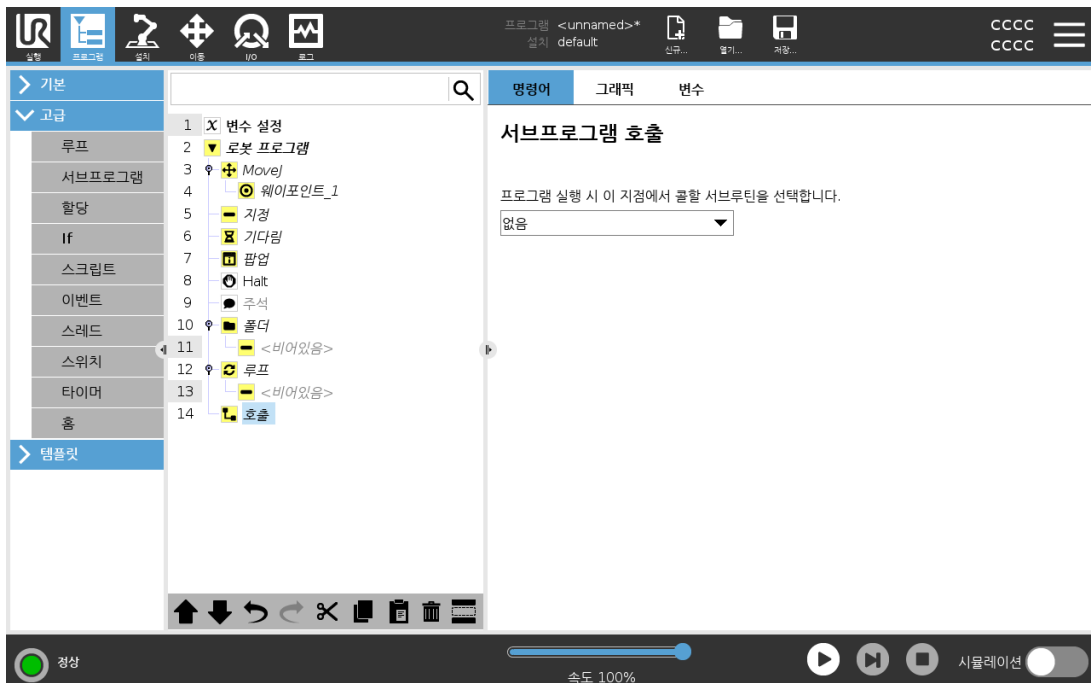 UR
실행
프로그램
설치
이동
I/O
로그
프로그램 <unnamed>*
설치 default
신규...
열기...
저장...
CCCC
CCCC
기본
고급
루프
서브프로그램
할당
If
스크립트
이벤트
스레드
스위치
타이머
홈
템플릿
1 X 변수 설정
2 로봇 프로그램
3 MoveJ
4 웨이포인트_1
5 지정
6 기다림
7 팝업
8 Halt
9 주석
10 폴더
11 <비어있음>
12 루프
13 <비어있음>
14 호출
명령어 그래픽 변수
서브프로그램 호출
프로그램 실행 시 이 지점에서 콜할 서브루틴을 선택합니다.
없음
정상
속도 100%
시뮬레이션